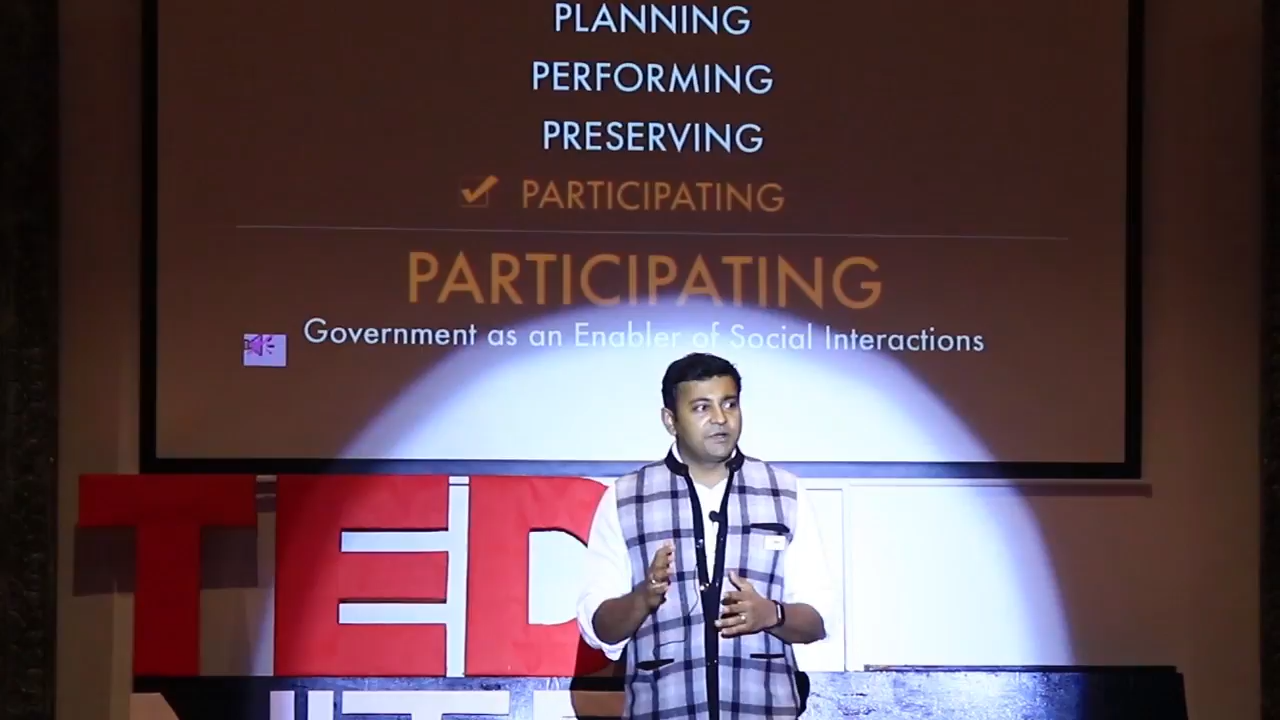 PLANNING
PERFORMING
PRESERVING
PARTICIPATING
PARTICIPATING
Government as an Enabler of Social Interactions
TED